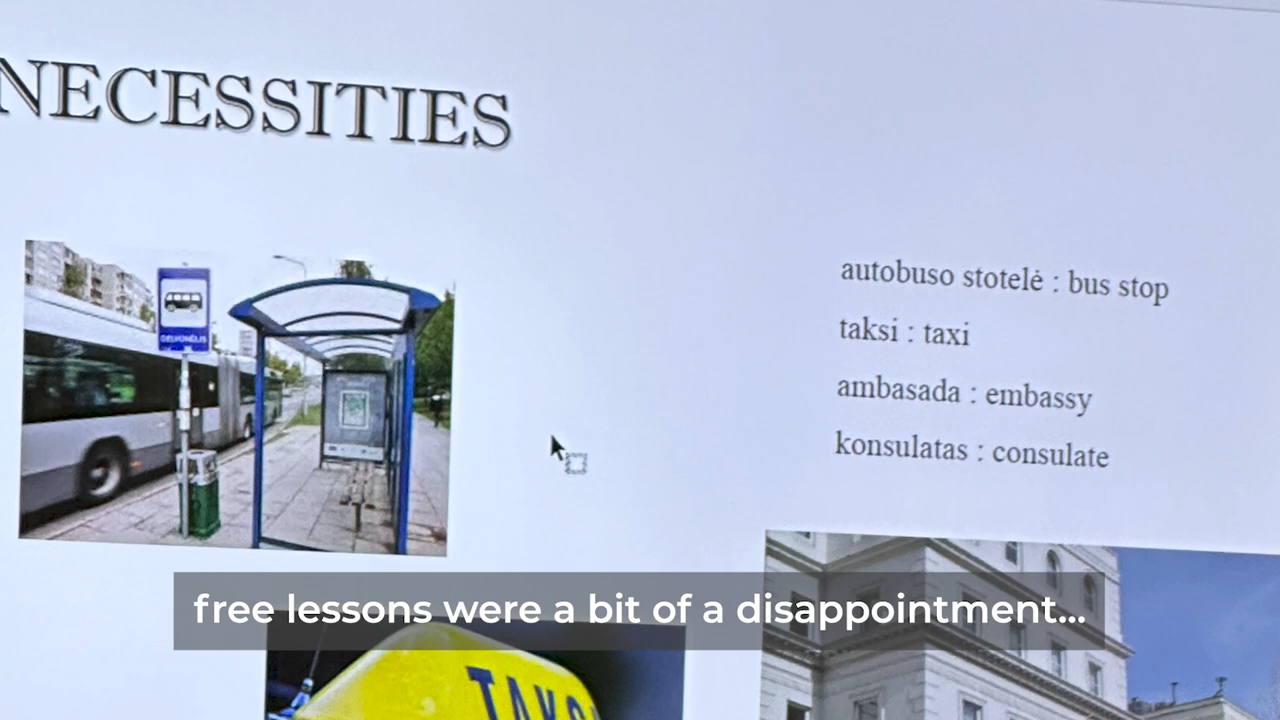 NECESSITIES
autobuso stotelė : bus stop
taksi : taxi
ambasada : embassy
konsulatas : consulate
free lessons were a bit of a disappointment...